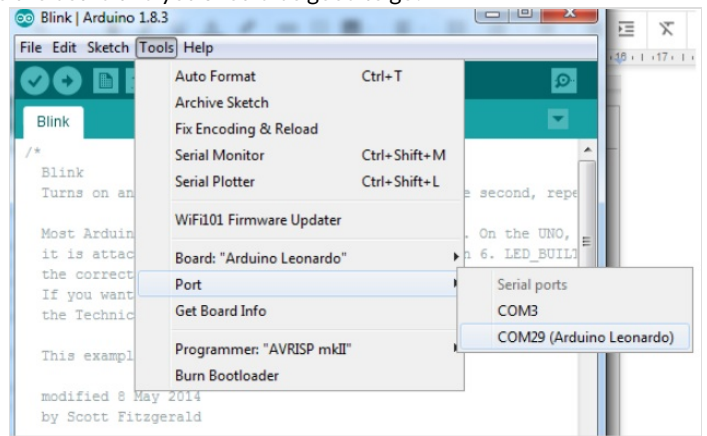 Blink | Arduino 1.8.3
File Edit Sketch Tools Help
16 17
Blink
Auto Format Ctrl+T
Archive Sketch
Fix Encoding & Reload
Serial Monitor Ctrl+Shift+M
Serial Plotter Ctrl+Shift+L
WiFi101 Firmware Updater
Board: "Arduino Leonardo"
Port
Get Board Info
Programmer: "AVRISP mkII"
Burn Bootloader
Serial ports
COM3
COM29 (Arduino Leonardo)
/*
Blink
Turns on an e second, repe
Most Arduin . On the UNO,
it is attac n 6. LED_BUILT
the correct
If you want
the Technic
This exampl
modified 8 May 2014
by Scott Fitzgerald